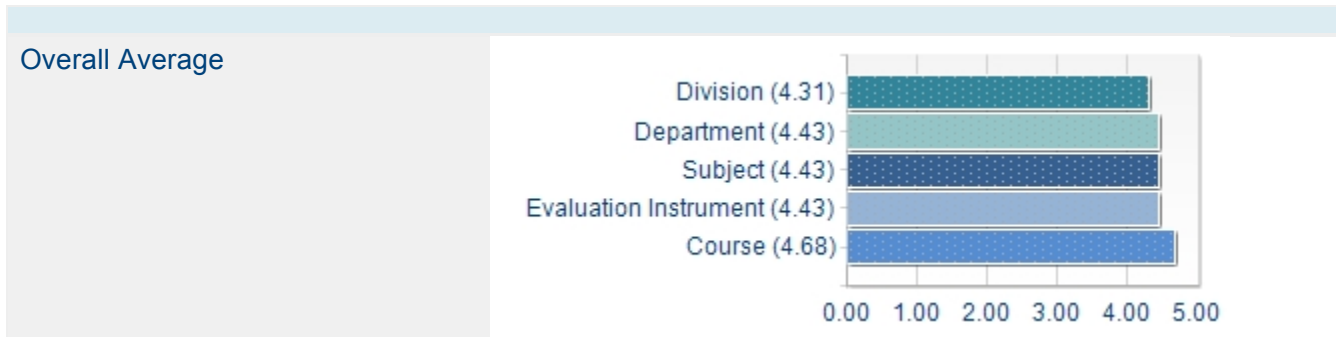 Overall Average
Division (4.31)
Department (4.43)
Subject (4.43)
Evaluation Instrument (4.43)
Course (4.68)
0.00 1.00 2.00 3.00 4.00 5.00